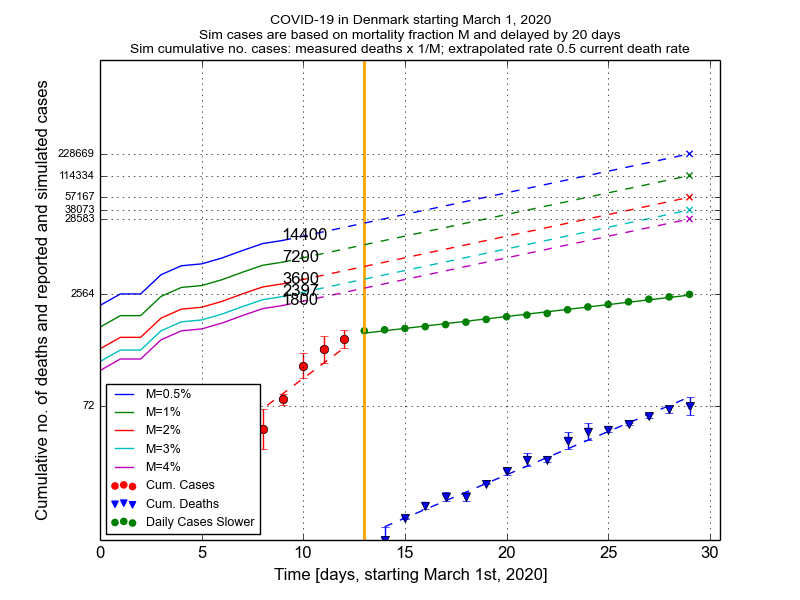 COVID-19 in Denmark starting March 1, 2020
Sim cases are based on mortality fraction M and delayed by 20 days
Sim cumulative no. cases: measured deaths x 1/M; extrapolated rate 0.5 current death rate
Cumulative no. of deaths and reported and simulated cases
228669
114334
57167
38073
28583
2564
72
14400
7200
3600
2397
1800
M=0.5%
M=1%
M=2%
M=3%
M=4%
Cum. Cases
Cum. Deaths
Daily Cases Slower
0 5 10 15 20 25 30
Time [days, starting March 1st, 2020]